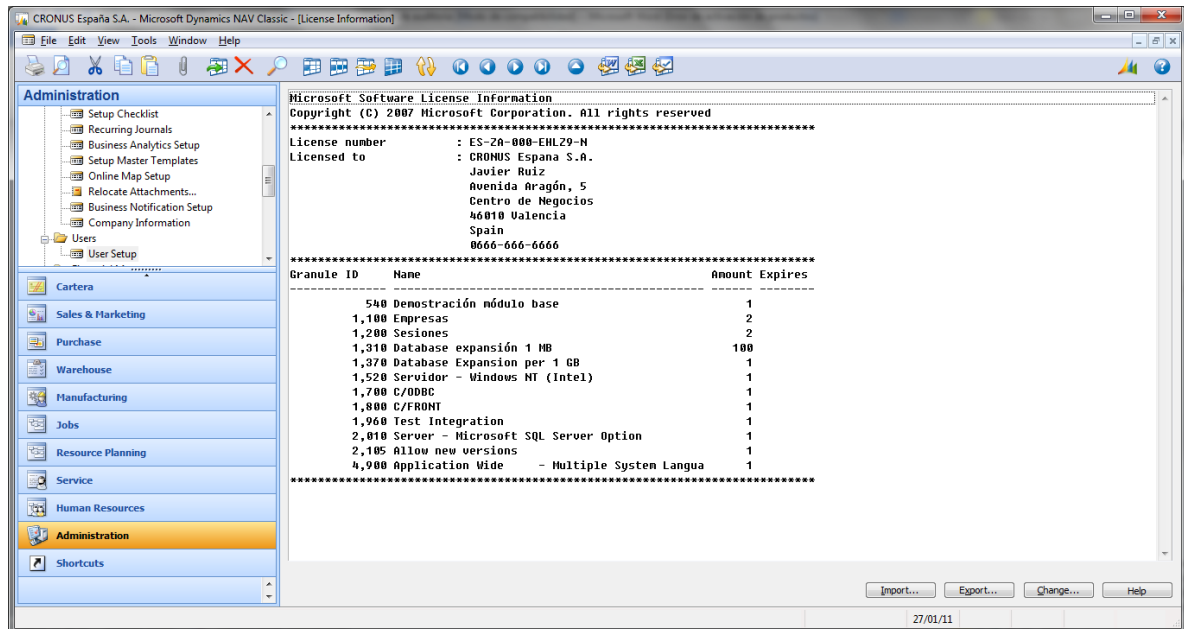 CRONUS España S.A. - Microsoft Dynamics NAV Classic - [License Information]
File Edit View Tools Window Help
Administration
Setup Checklist
Recurring Journals
Business Analytics Setup
Setup Master Templates
Online Map Setup
Relocate Attachments...
Business Notification Setup
Company Information
Users
User Setup
Cartera
Sales & Marketing
Purchase
Warehouse
Manufacturing
Jobs
Resource Planning
Service
Human Resources
Administration
Shortcuts
Microsoft Software License Information
Copyright (C) 2007 Microsoft Corporation. All rights reserved
****************************************************************************
License number : ES-ZA-000-EHLZ9-N
Licensed to : CRONUS Espana S.A.
Javier Ruiz
Avenida Aragón, 5
Centro de Negocios
46010 Valencia
Spain
0666-666-6666
****************************************************************************
Granule ID Name Amount Expires
-------------- --------------------------------------------- ------ --------
540 Demostración módulo base 1
1,100 Empresas 2
1,200 Sesiones 2
1,310 Database expansión 1 MB 100
1,370 Database Expansion per 1 GB 1
1,520 Servidor - Windows NT (Intel) 1
1,700 C/ODBC 1
1,800 C/FRONT 1
1,960 Test Integration 1
2,010 Server - Microsoft SQL Server Option 1
2,105 Allow new versions 1
4,900 Application Wide - Multiple System Langua 1
****************************************************************************
Import... Export... Change... Help
27/01/11